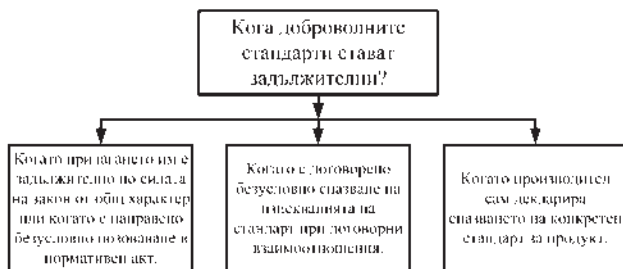 Кога доброволните
стандарти стават
задължителни?
Когато прилагането им е
задължително по силата
на закон от общ характер
или когато е направено
безусловно позоваване в
нормативен акт.
Когато е договорено
безусловно спазване на
изискванията на
стандарт при договорни
взаимоотношения.
Когато производител
сам декларира
спазването на конкретен
стандарт за продукт.